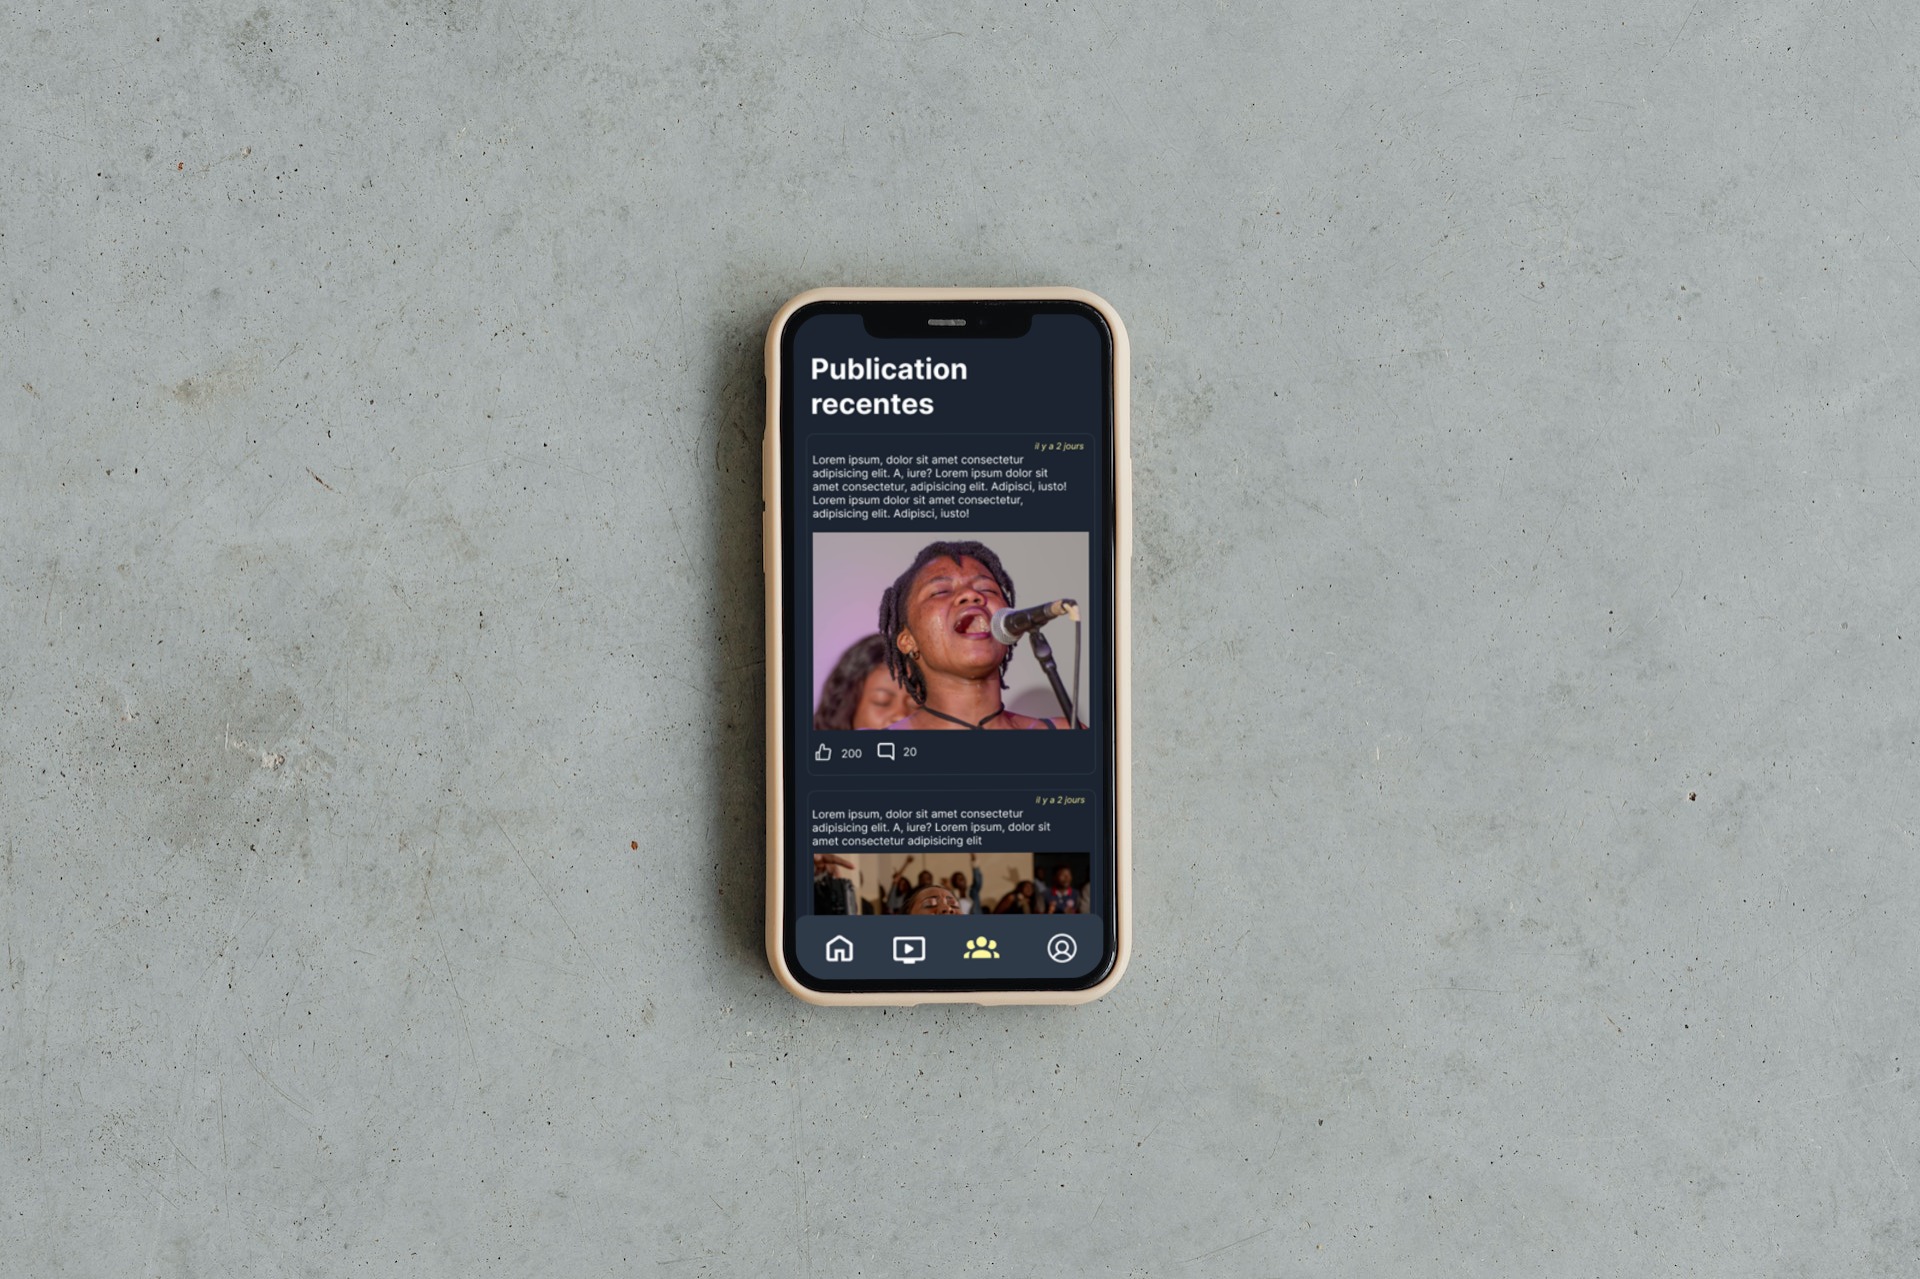 Publication
recentes
il y a 2 jours
Lorem ipsum, dolor sit amet consectetur
adipisicing elit. A, iure? Lorem ipsum dolor sit
amet consectetur, adipisicing elit. Adipisci, iusto!
Lorem ipsum dolor sit amet consectetur,
adipisicing elit. Adipisci, iusto!
200 20
il y a 2 jours
Lorem ipsum, dolor sit amet consectetur
adipisicing elit. A, iure? Lorem ipsum, dolor sit
amet consectetur adipisicing elit